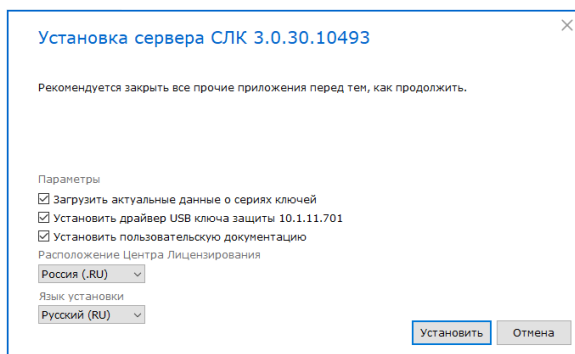 Установка сервера СЛК 3.0.30.10493
Рекомендуется закрыть все прочие приложения перед тем, как продолжить.
Параметры
Загрузить актуальные данные о сериях ключей
Установить драйвер USB ключа защиты 10.1.11.701
Установить пользовательскую документацию
Расположение Центра Лицензирования
Россия (.RU)
Язык установки
Русский (RU)
Установить Отмена